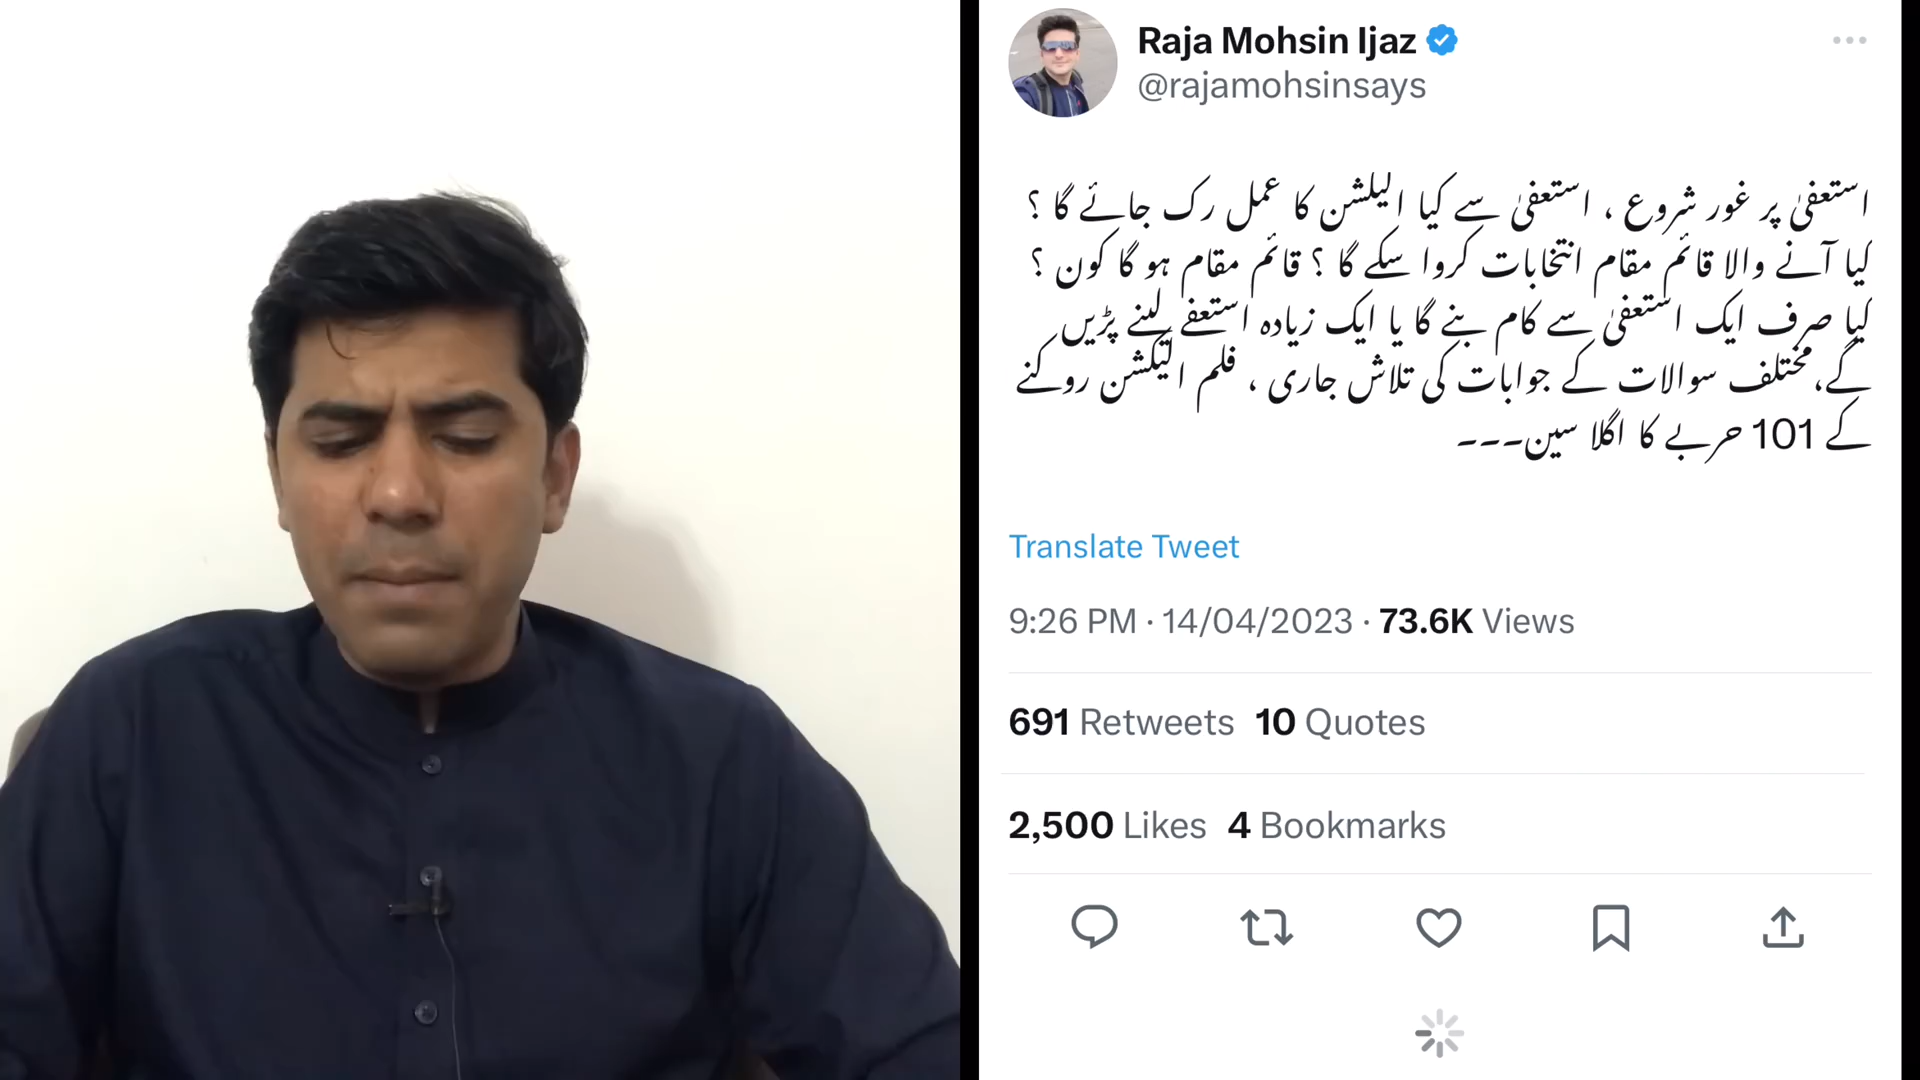 Raja Mohsin Ijaz
@rajamohsinsays
استعفیٰ پر غور شروع ، استعفیٰ سے کیا الیلشن کا عمل رک جائے گا ؟
کیا آنے والا قائم مقام انتخابات کروا سکے گا ؟ قائم مقام ہو گا کون ؟
کیا صرف ایک استعفیٰ سے کام بنے گا یا ایک زیادہ استعفے لینے پڑیں
گے،مختلف سوالات کے جوابات کی تلاش جاری ، فلم الیکشن روکنے
کے 101 حربے کا اگلا سین۔۔۔
Translate Tweet
9:26 PM · 14/04/2023 · 73.6K Views
691 Retweets 10 Quotes
2,500 Likes 4 Bookmarks